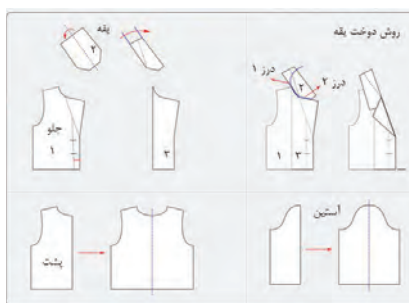 روش دوخت یقه
یقه
۲
درز ۱
۲
درز ۲
جلو
۱
۳
۱
۳
پشت
آستین